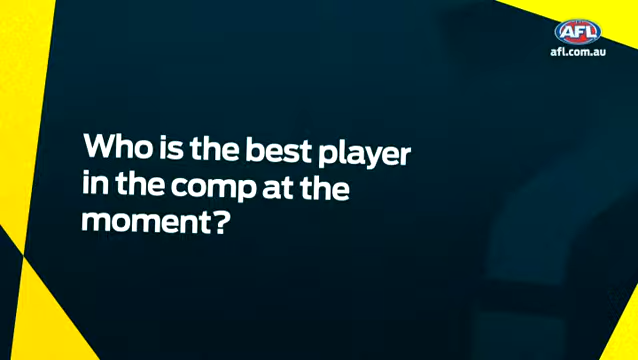 AFL
afl.com.au
Who is the best player
in the comp at the
moment?